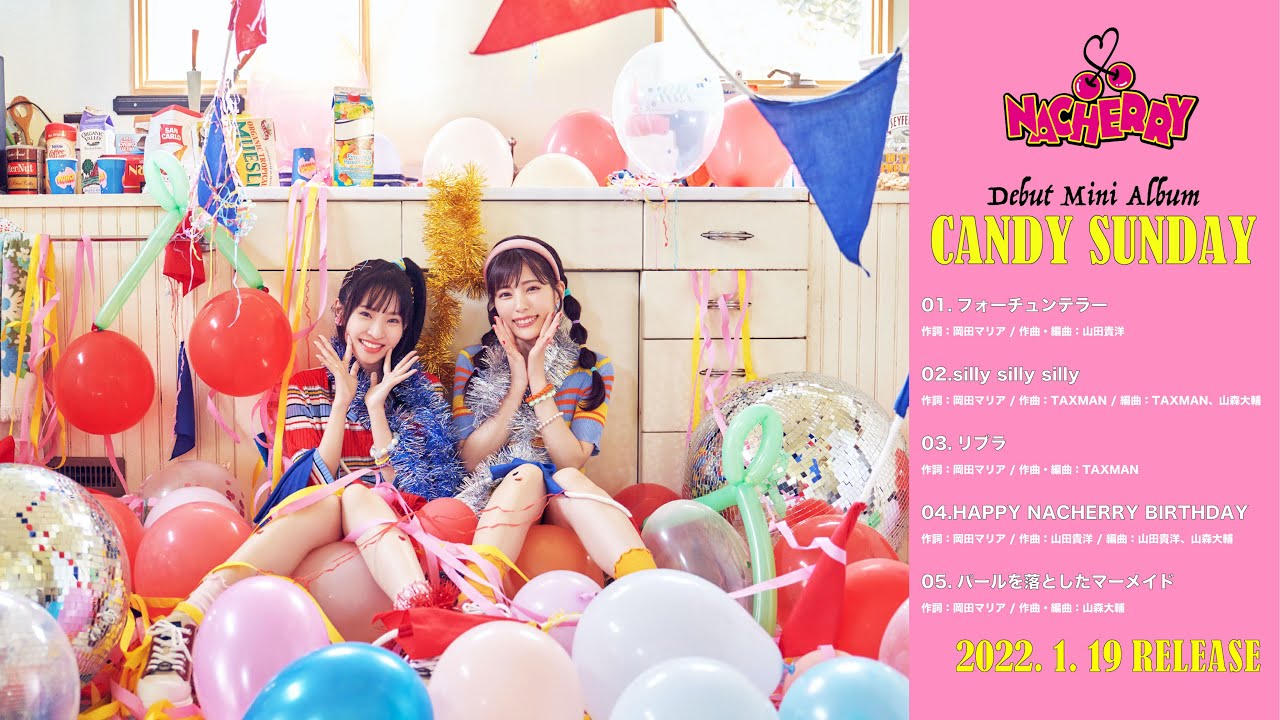 NACHERRY
Debut Mini Album
CANDY SUNDAY
01. フォーチュンテラー
作詞：岡田マリア / 作曲・編曲：山田貴洋
02.silly silly silly
作詞：岡田マリア / 作曲：TAXMAN / 編曲：TAXMAN、山森大輔
03. リブラ
作詞：岡田マリア / 作曲・編曲：TAXMAN
04.HAPPY NACHERRY BIRTHDAY
作詞：岡田マリア / 作曲：山田貴洋 / 編曲：山田貴洋、山森大輔
05. パールを落としたマーメイド
作詞：岡田マリア / 作曲・編曲：山森大輔
2022. 1. 19 RELEASE
SAN CARLO
ORGANIC VALLEY